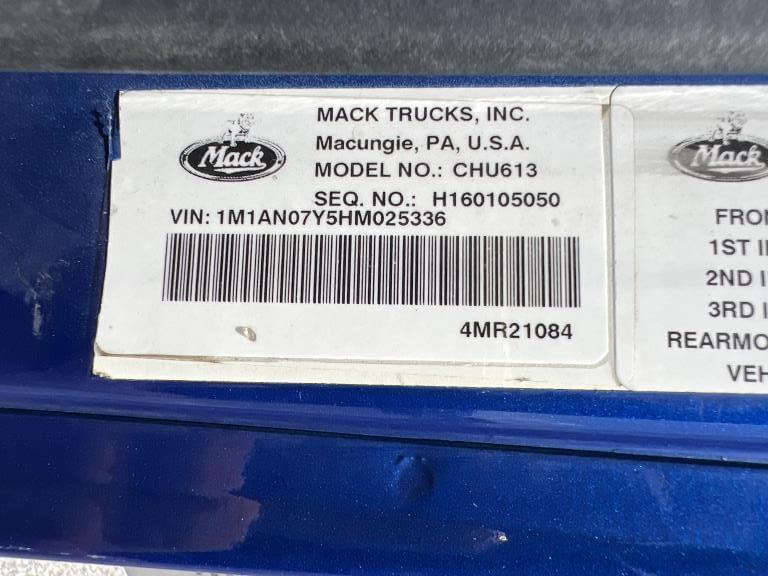 Mack
MACK TRUCKS, INC.
Macungie, PA, U.S.A.
MODEL NO.: CHU613
SEQ. NO.: H160105050
VIN: 1M1AN07Y5HM025336
4MR21084
Mack
FRO
1ST I
2ND I
3RD I
REARMO
VEH